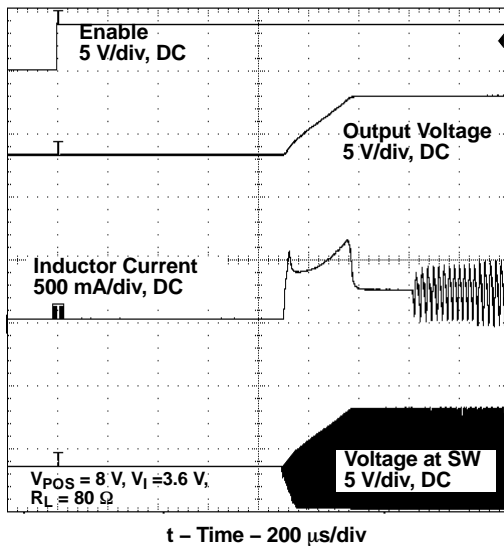 Enable
5 V/div, DC
T
Output Voltage
5 V/div, DC
T
Inductor Current
500 mA/div, DC
T
Voltage at SW
5 V/div, DC
T
VPOS = 8 V, VI =3.6 V,
RL = 80 Ω
t – Time – 200 μs/div